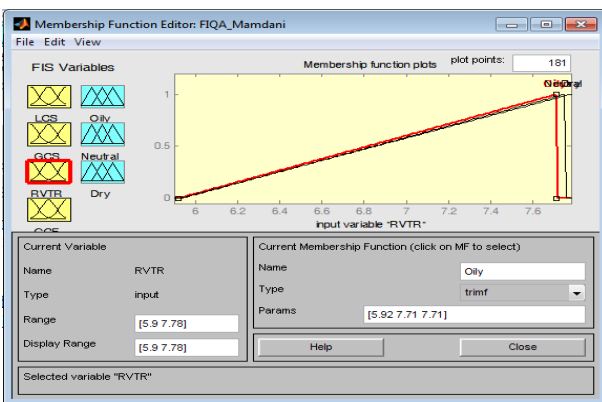 Membership Function Editor: FIQA_Mamdani
File Edit View
FIS Variables
Membership function plots
plot points:
181
LCS
Oily
GCS
Neutral
RVTR
Dry
1
0.5
0
6
6.2
6.4
6.6
6.8
7
7.2
7.4
7.6
input variable "RVTR"
Current Variable
Name
RVTR
Type
input
Range
[5.9 7.78]
Display Range
[5.9 7.78]
Current Membership Function (click on MF to select)
Name
Oily
Type
trimf
Params
[5.92 7.71 7.71]
Help
Close
Selected variable "RVTR"